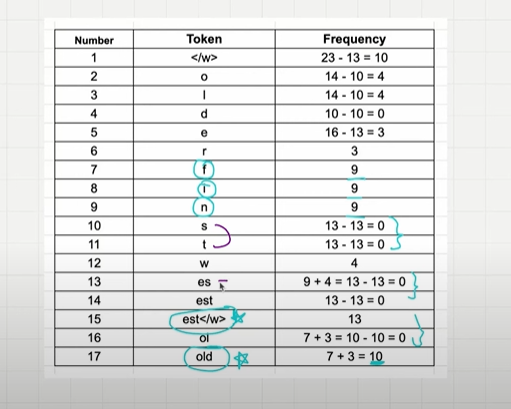 Number Token Frequency
1 </w> 23 - 13 = 10
2 o 14 - 10 = 4
3 l 14 - 10 = 4
4 d 10 - 10 = 0
5 e 16 - 13 = 3
6 r 3
7 f 9
8 i 9
9 n 9
10 s 13 - 13 = 0
11 t 13 - 13 = 0
12 w 4
13 es 9 + 4 = 13 - 13 = 0
14 est 13 - 13 = 0
15 est</w> 13
16 ol 7 + 3 = 10 - 10 = 0
17 old 7 + 3 = 10